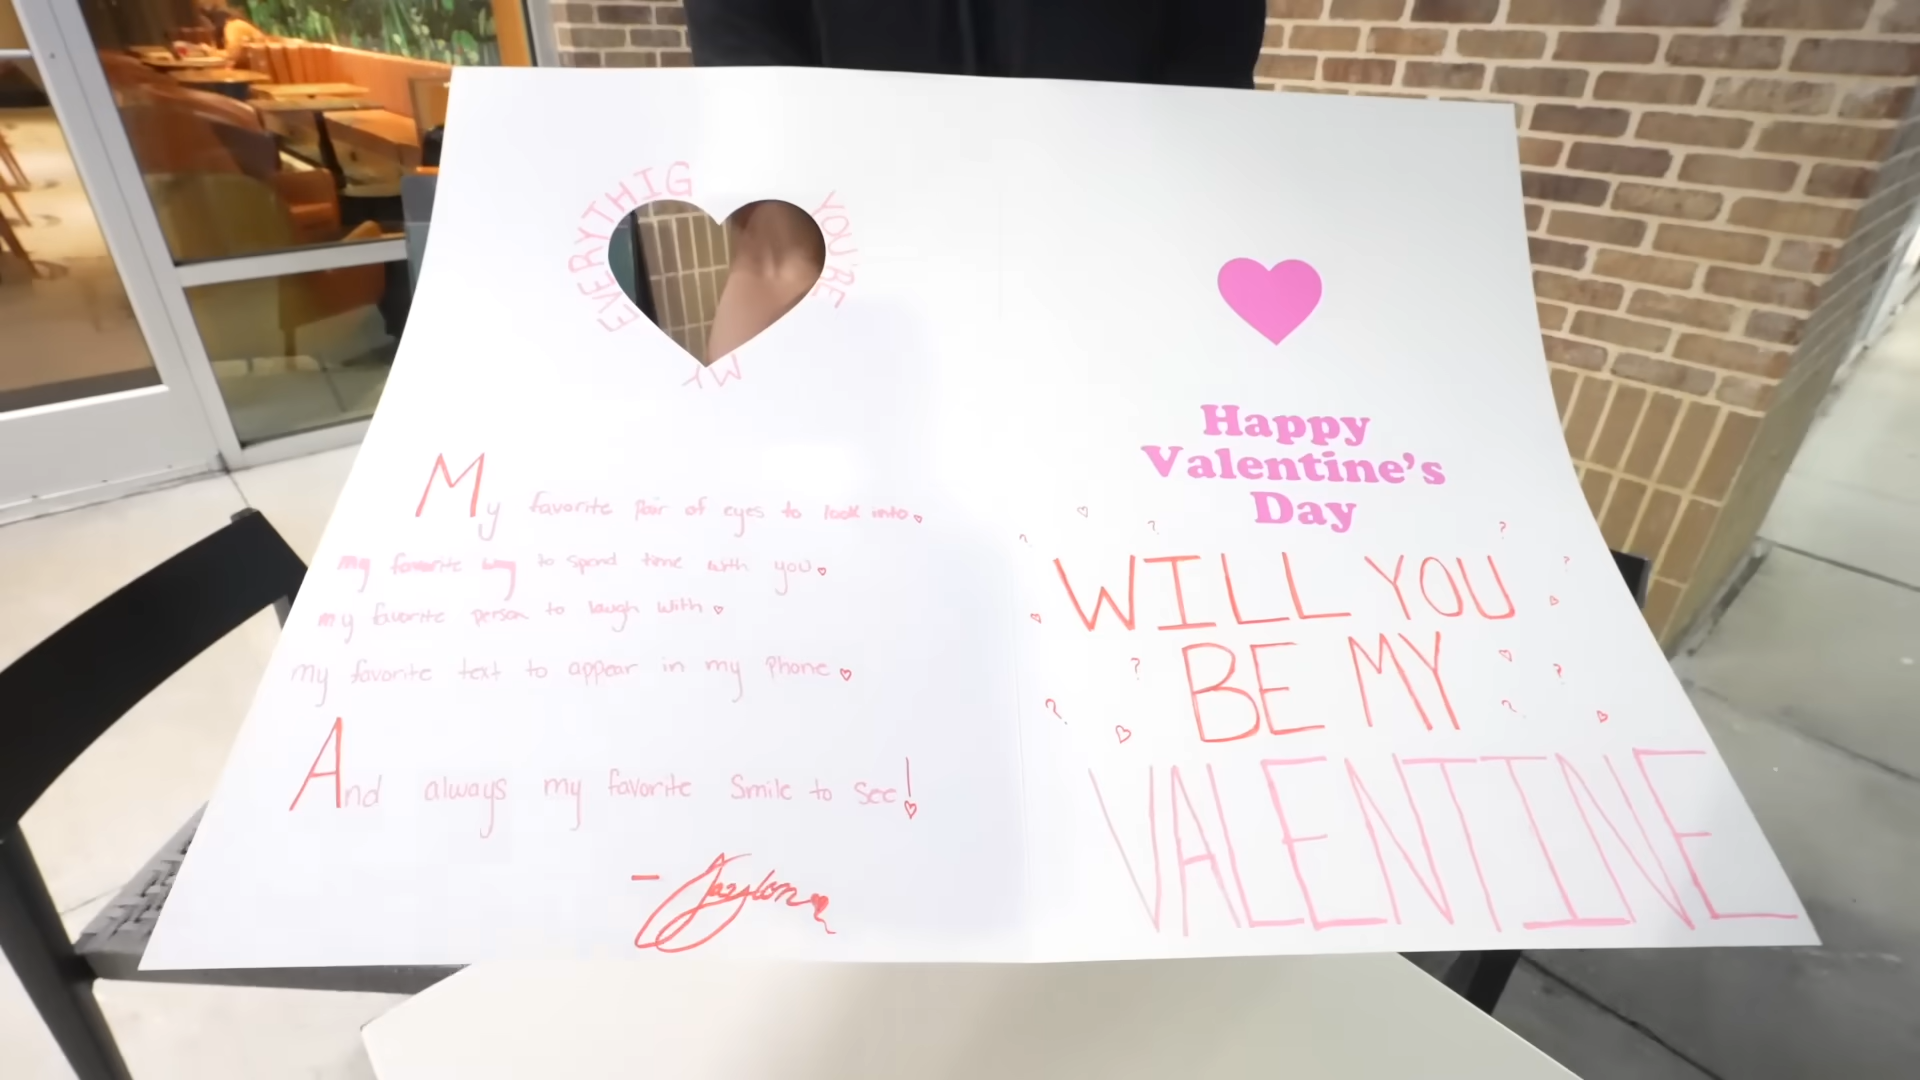 YOU'RE
MY
EVERYTHIG
My favorite pair of eyes to look into
my favorite way to spend time with you
my favorite person to laugh with
my favorite text to appear in my phone
And always my favorite Smile to see!
- Jaylon
Happy
Valentine's
Day
WILL YOU
BE MY
VALENTINE